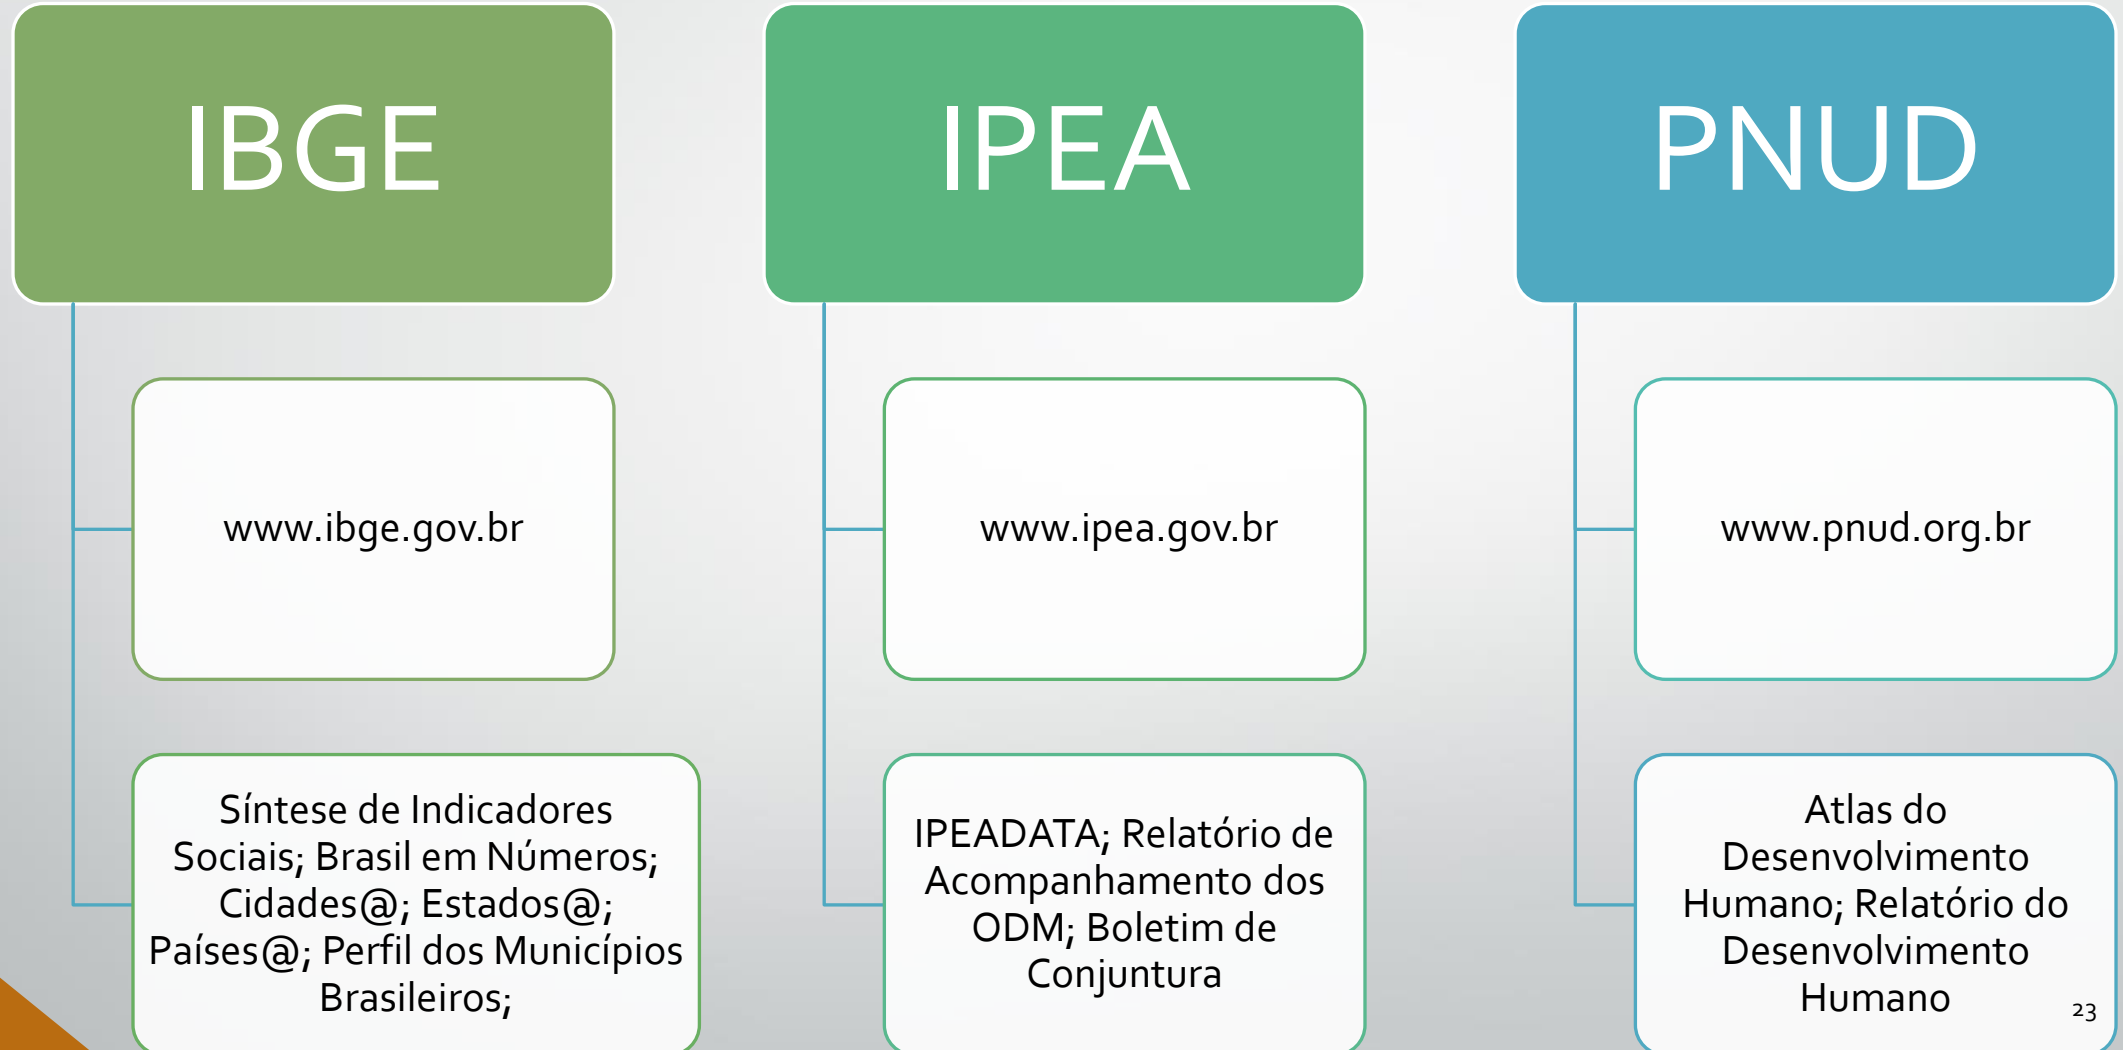 IBGE
www.ibge.gov.br
Síntese de Indicadores
Sociais; Brasil em Números;
Cidades@; Estados@;
Países@; Perfil dos Municípios
Brasileiros;
IPEA
www.ipea.gov.br
IPEADATA; Relatório de
Acompanhamento dos
ODM; Boletim de
Conjuntura
PNUD
www.pnud.org.br
Atlas do
Desenvolvimento
Humano; Relatório do
Desenvolvimento
Humano
23